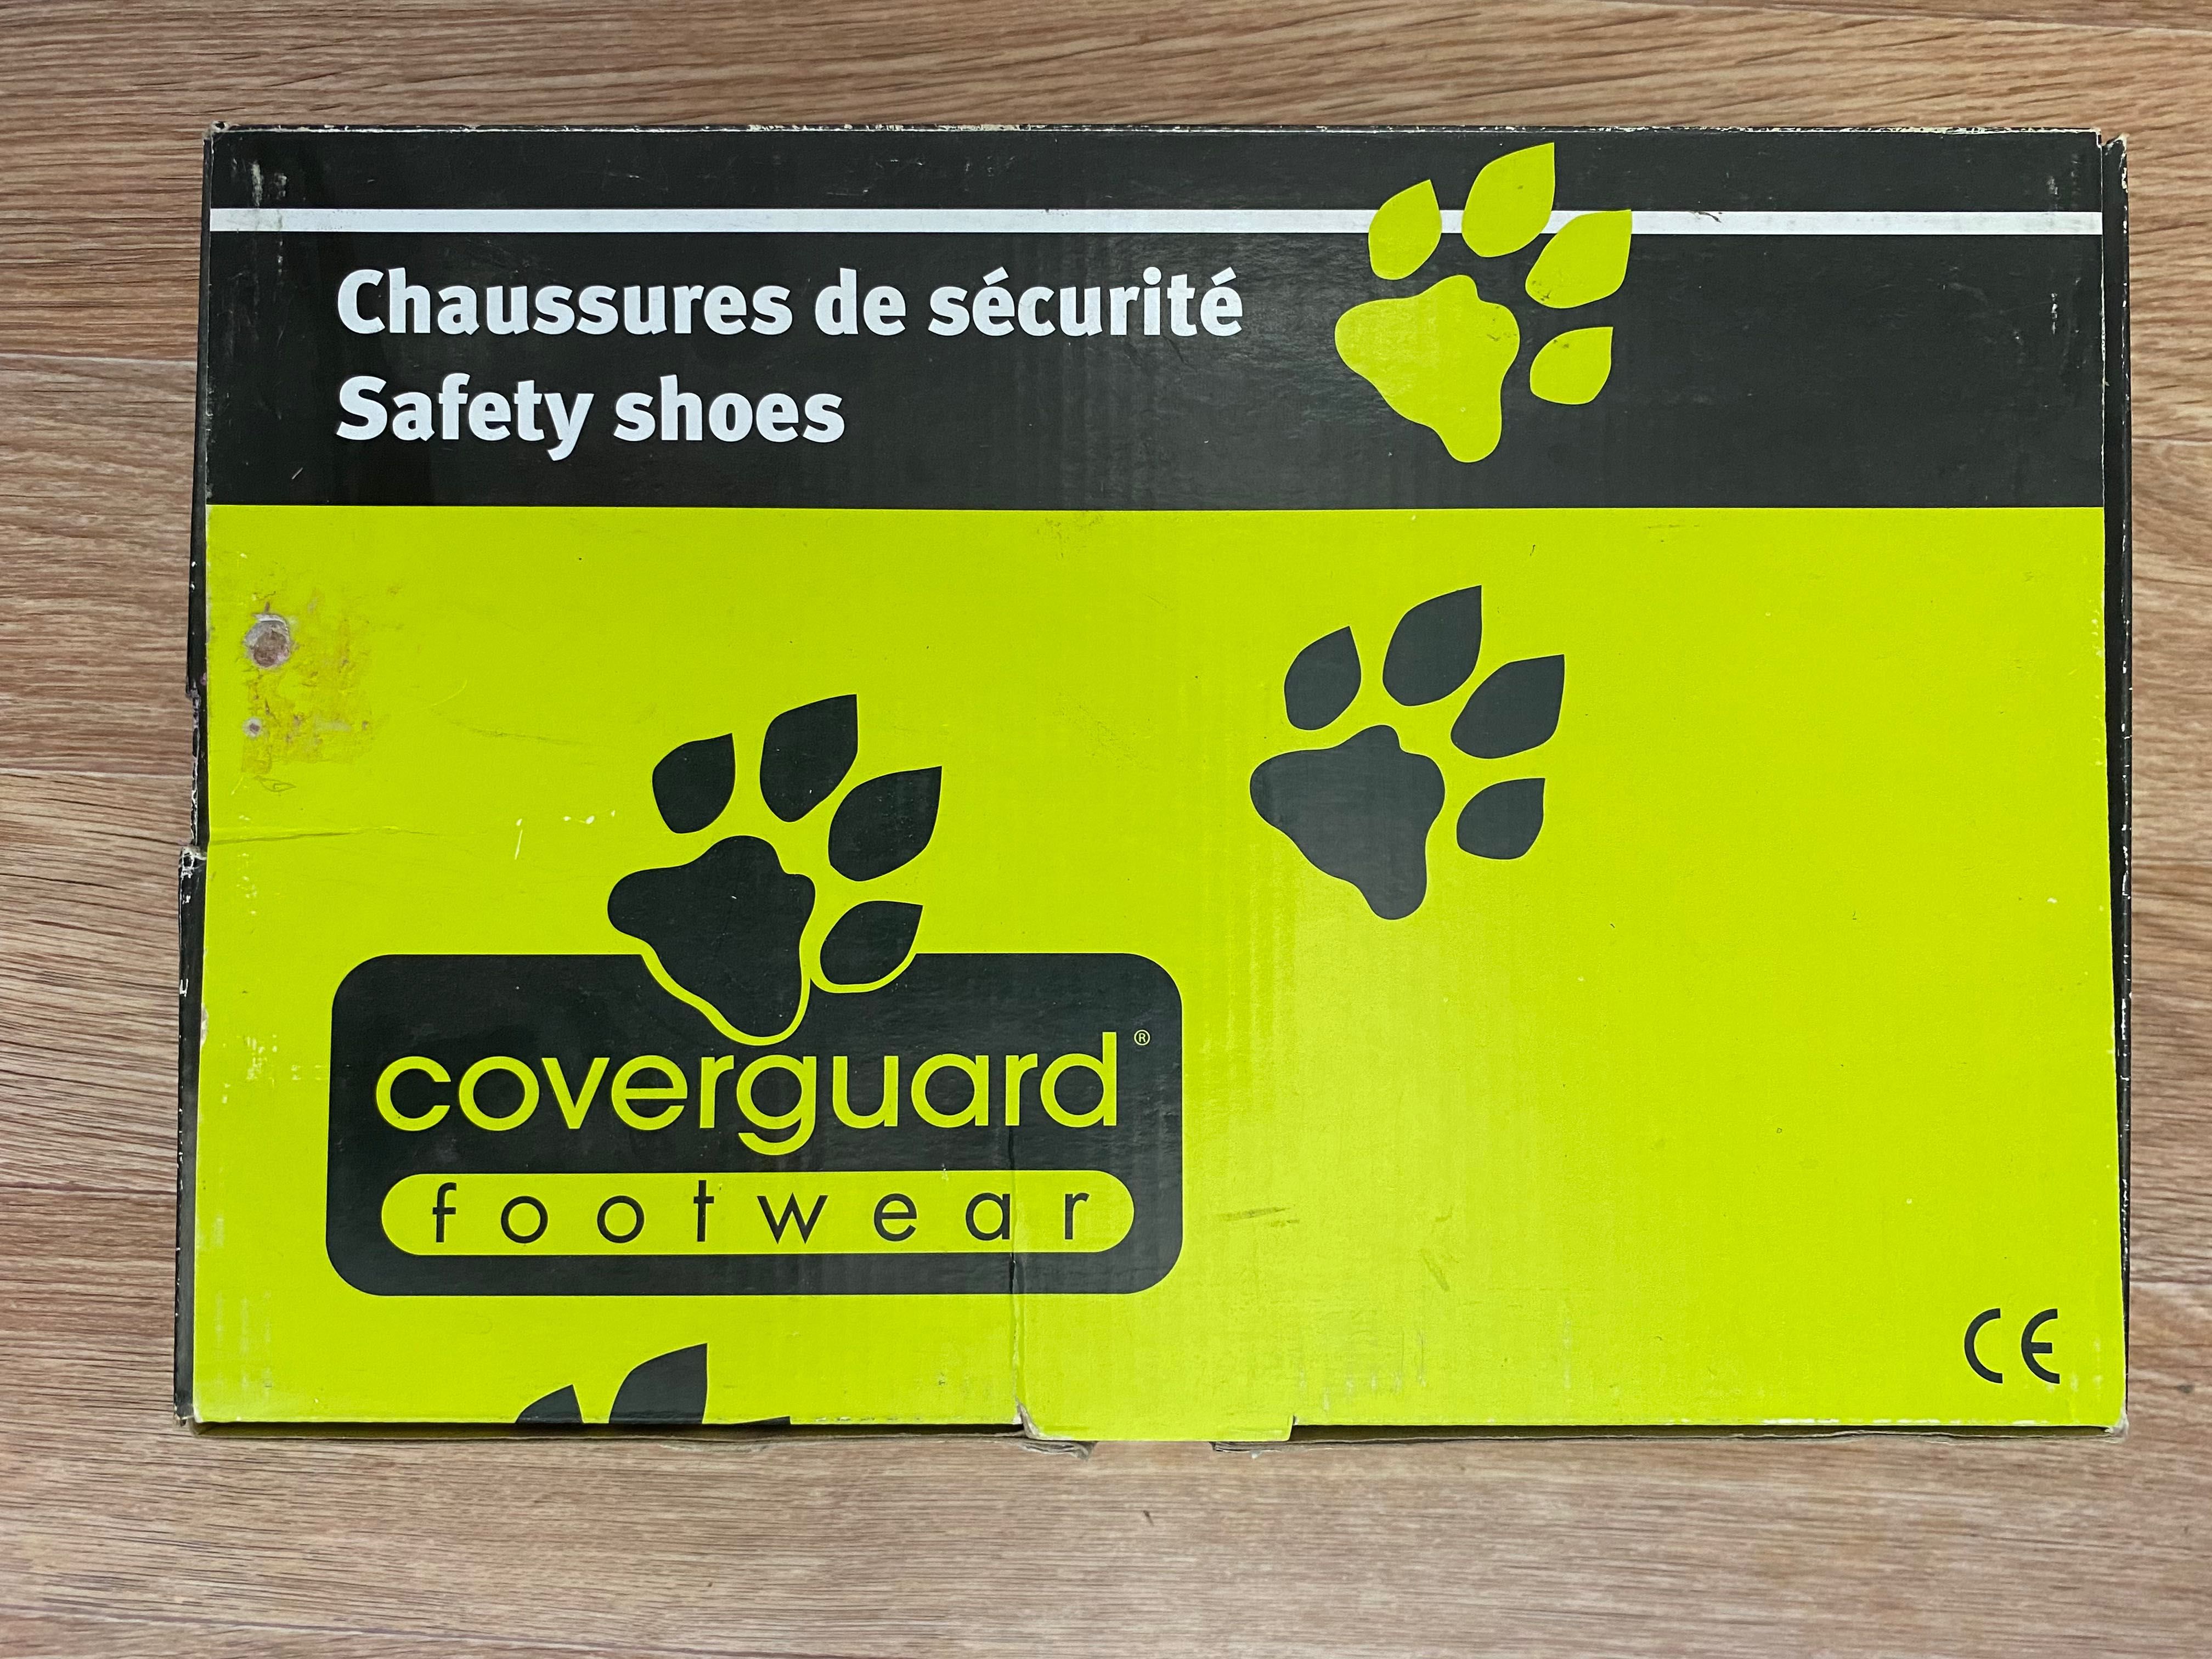 Chaussures de sécurité
Safety shoes
coverguard®
footwear
CE